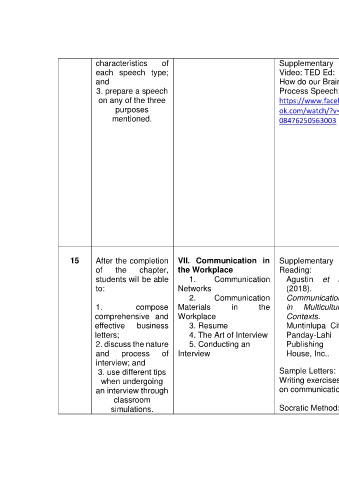 characteristics of
each speech type;
and
3. prepare a speech
on any of the three
purposes
mentioned.
Supplementary
Video: TED Ed:
How do our Brain
Process Speech
https://www.face
ok.com/watch/?v=
08476250563003
15
After the completion
of the chapter,
students will be able
to:
1. compose
comprehensive and
effective business
letters;
2. discuss the nature
and process of
interview; and
3. use different tips
when undergoing
an interview through
classroom
simulations.
VII. Communication in
the Workplace
1. Communication
Networks
2. Communication
Materials in the
Workplace
3. Resume
4. The Art of Interview
5. Conducting an
Interview
Supplementary
Reading:
Agustin et
(2018).
Communication
in Multicultu
Contexts.
Muntinlupa Cit
Panday-Lahi
Publishing
House, Inc..
Sample Letters:
Writing exercises
on communicatio
Socratic Method: